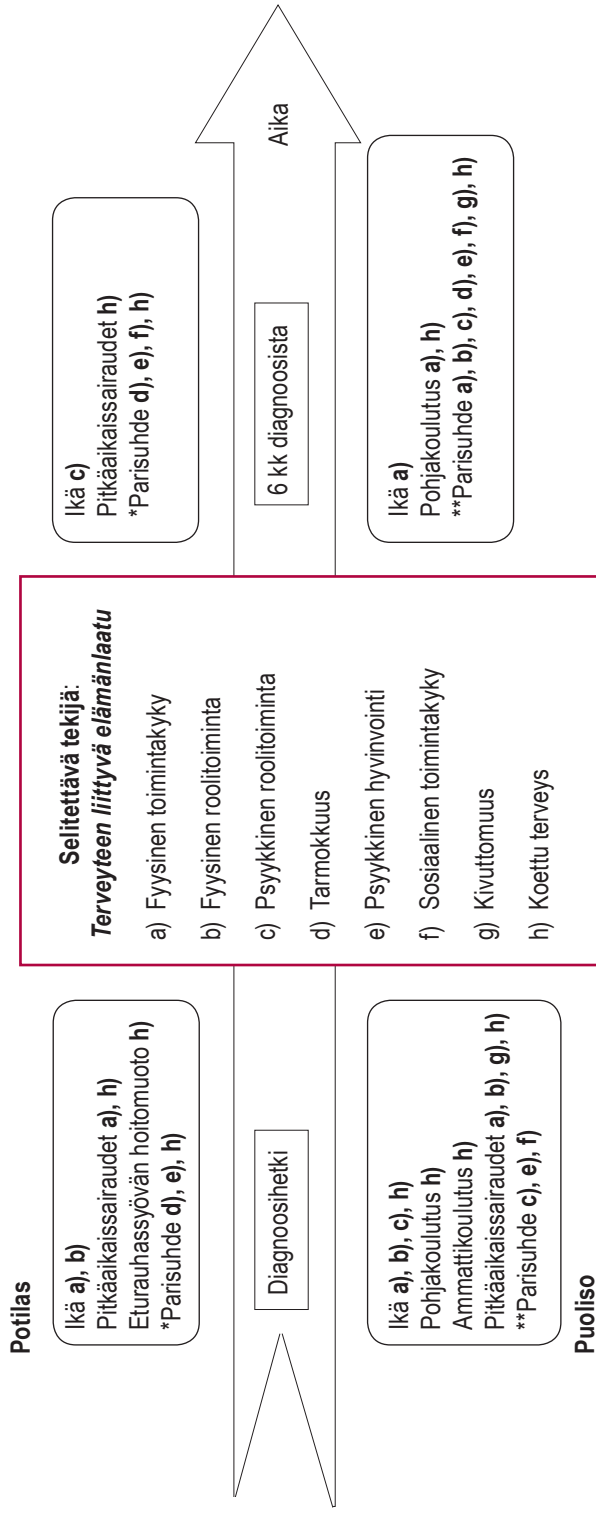 Potilas
Ikä a), b)
Pitkäaikaissairaudet a), h)
Eturauhassyövän hoitomuoto h)
*Parisuhde d), e), h)
Diagnoosihetki
Ikä a), b), c), h)
Pohjakoulutus h)
Ammattikoulutus h)
Pitkäaikaissairaudet a), b), g), h)
**Parisuhde c), e), f)
Puoliso
Selitettävä tekijä:
Terveyteen liittyvä elämänlaatu
a) Fyysinen toimintakyky
b) Fyysinen roolitoiminta
c) Psyykkinen roolitoiminta
d) Tarmokkuus
e) Psyykkinen hyvinvointi
f) Sosiaalinen toimintakyky
g) Kivuttomuus
h) Koettu terveys
Ikä c)
Pitkäaikaissairaudet h)
*Parisuhde d), e), f), h)
6 kk diagnoosista
Aika
Ikä a)
Pohjakoulutus a), h)
**Parisuhde a), b), c), d), e), f), g), h)